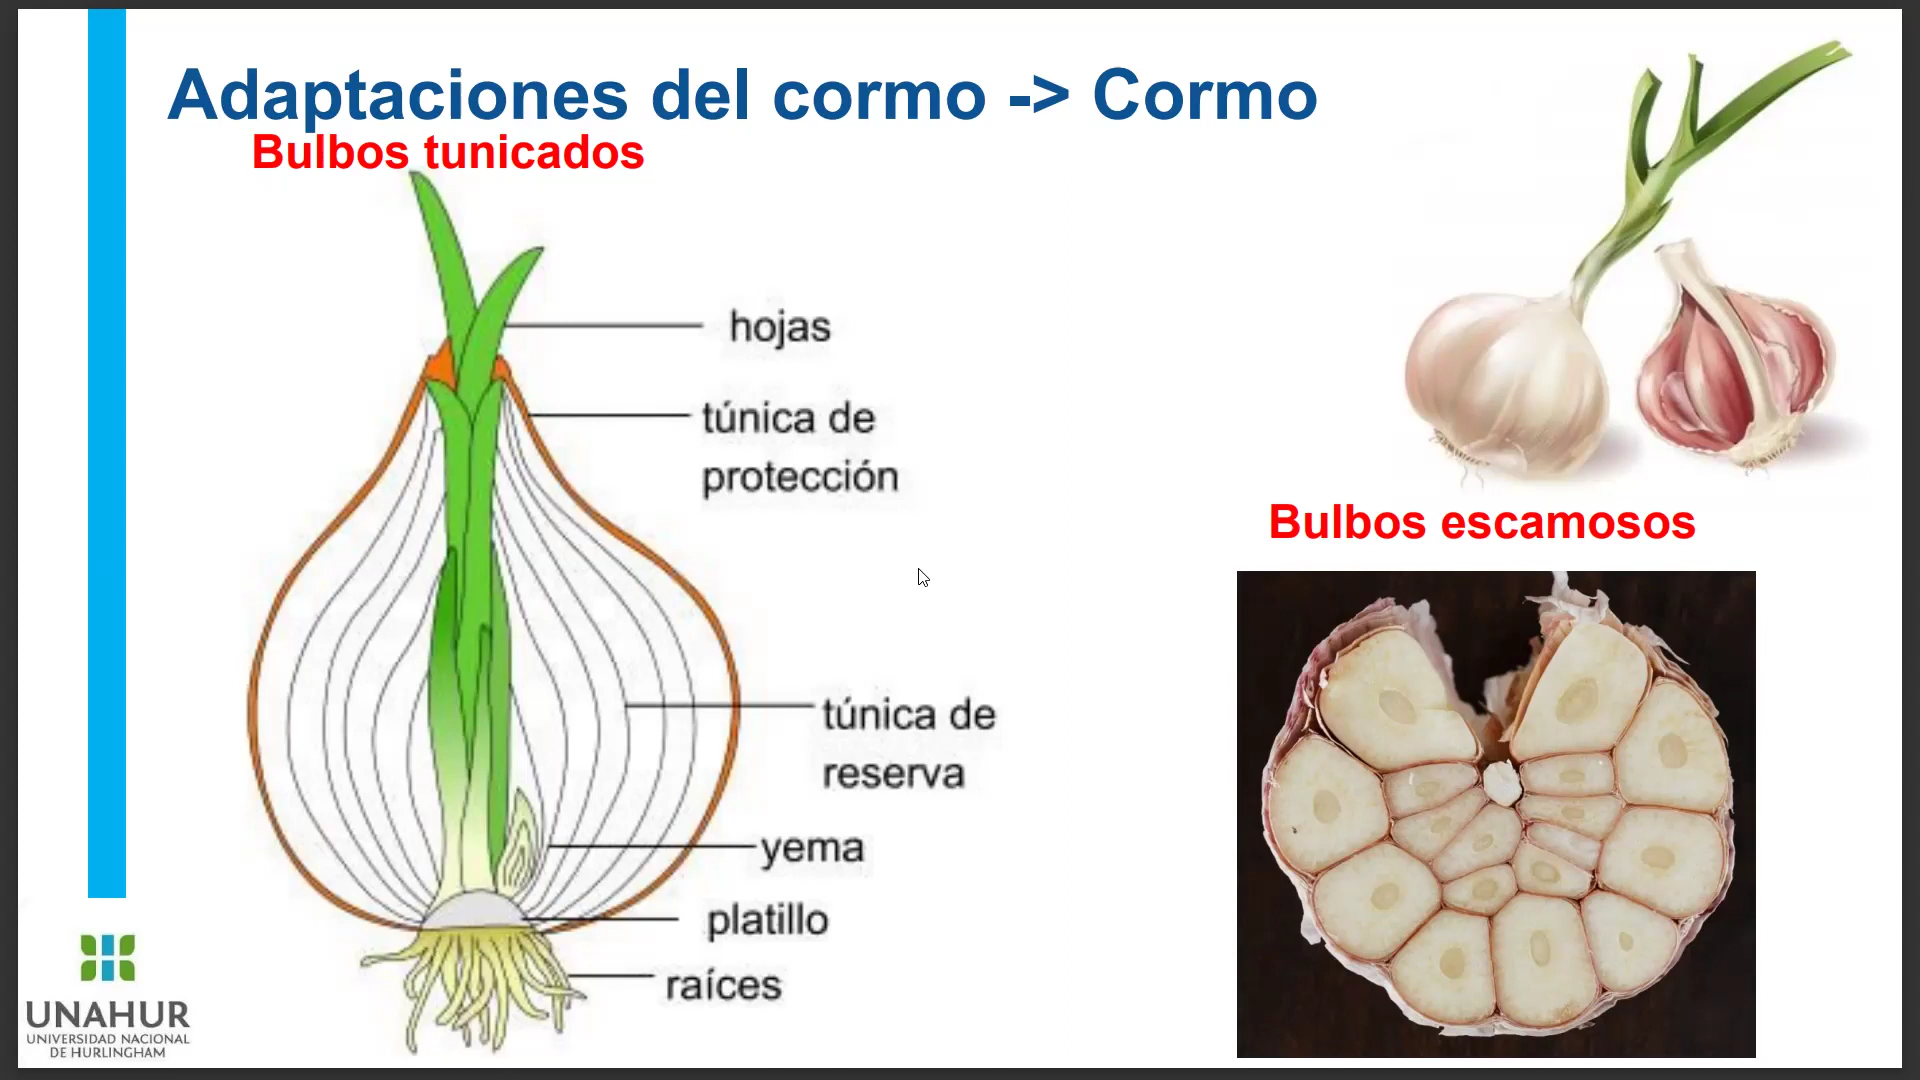 Adaptaciones del cormo -> Cormo
Bulbos tunicados
hojas
túnica de
protección
túnica de
reserva
yema
platillo
raíces
Bulbos escamosos
UNAHUR
UNIVERSIDAD NACIONAL
DE HURLINGHAM